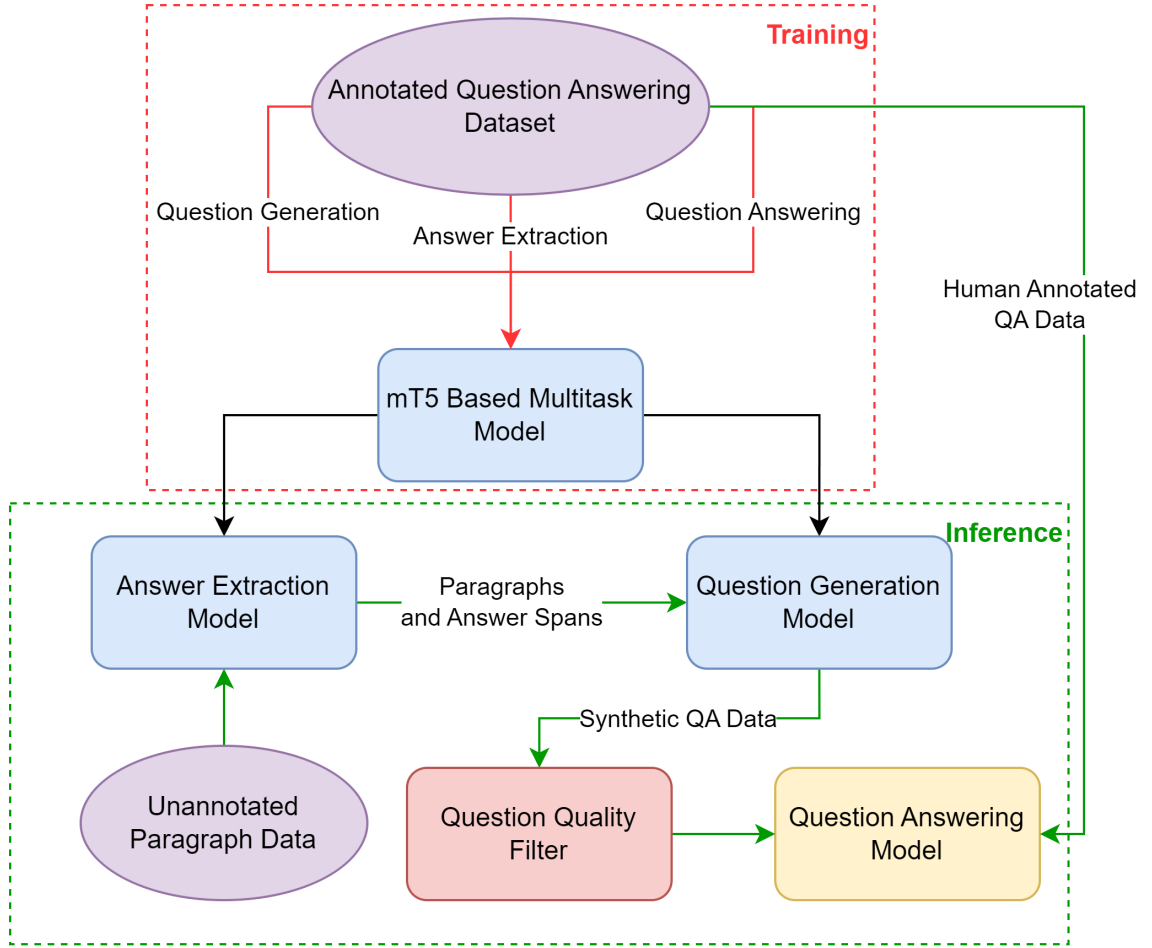 Training
Annotated Question Answering
Dataset
Question Generation
Question Answering
Answer Extraction
Human Annotated
QA Data
mT5 Based Multitask
Model
Inference
Answer Extraction
Model
Paragraphs
and Answer Spans
Question Generation
Model
Synthetic QA Data
Unannotated
Paragraph Data
Question Quality
Filter
Question Answering
Model